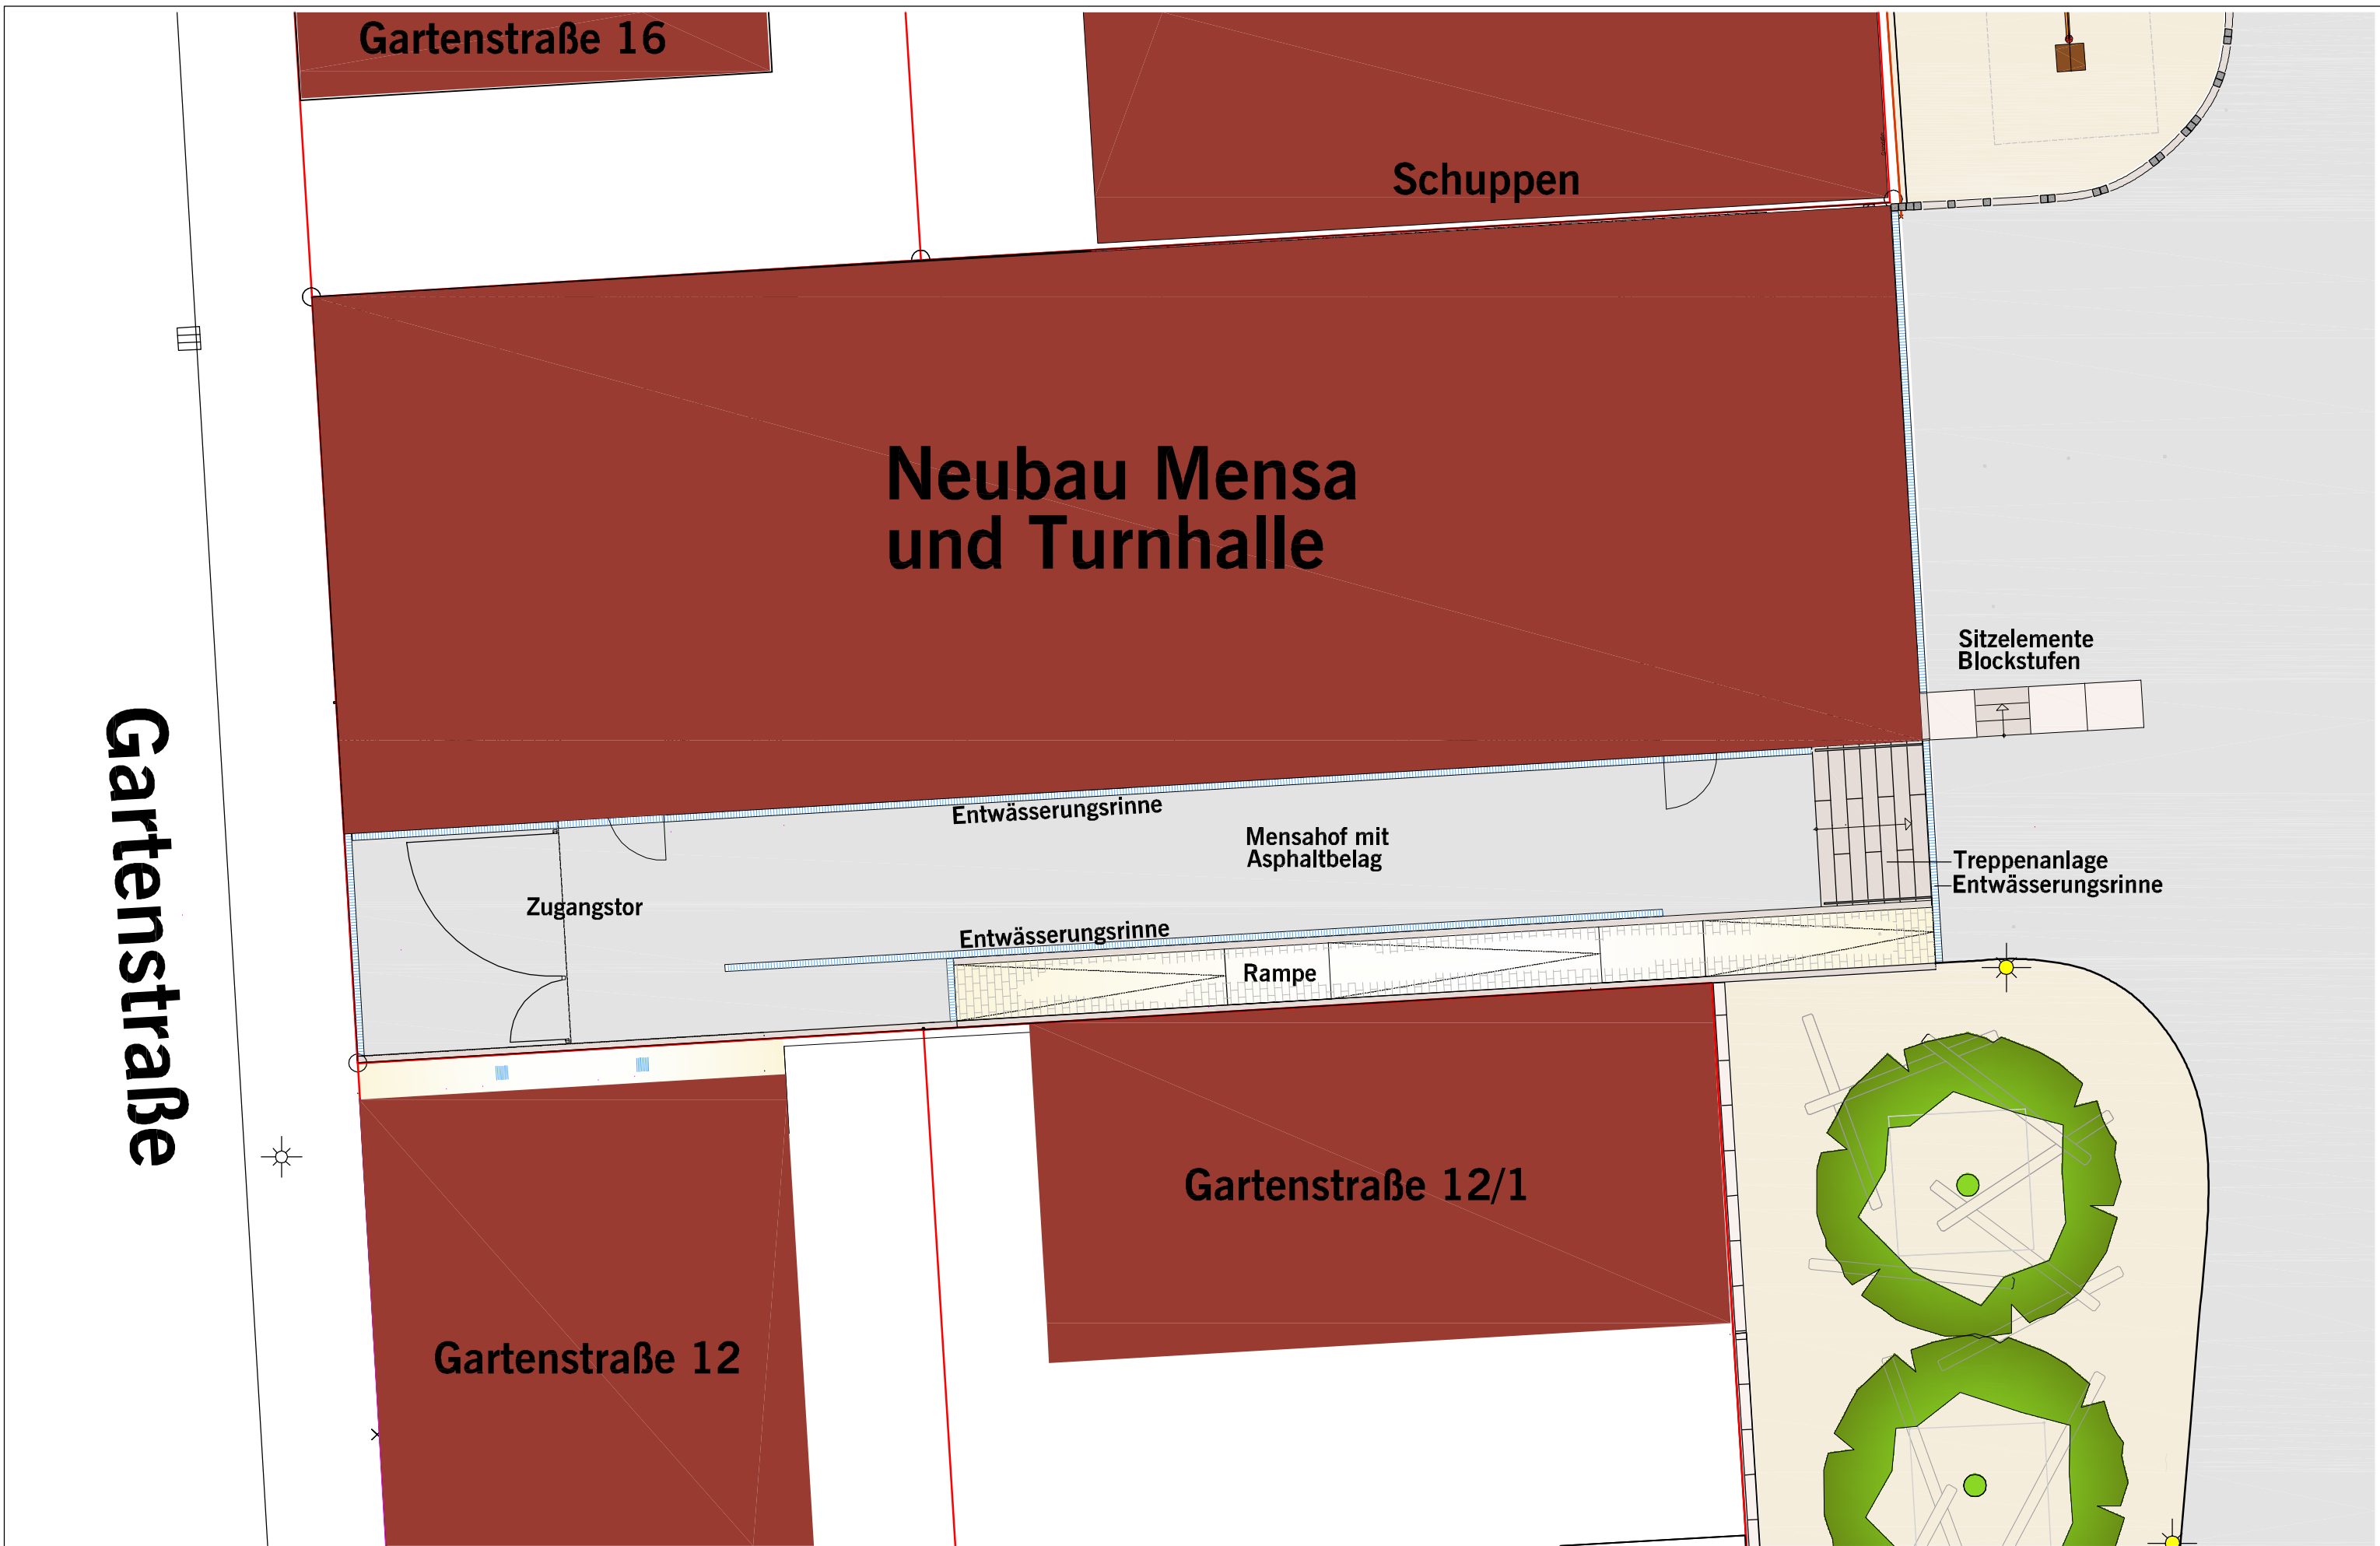 Gartenstraße 16
Schuppen
Neubau Mensa
und Turnhalle
Sitzelemente
Blockstufen
Gartenstraße
Entwässerungsrinne
Mensahof mit
Asphaltbelag
Treppenanlage
Entwässerungsrinne
Zugangstor
Entwässerungsrinne
Rampe
Gartenstraße 12/1
Gartenstraße 12